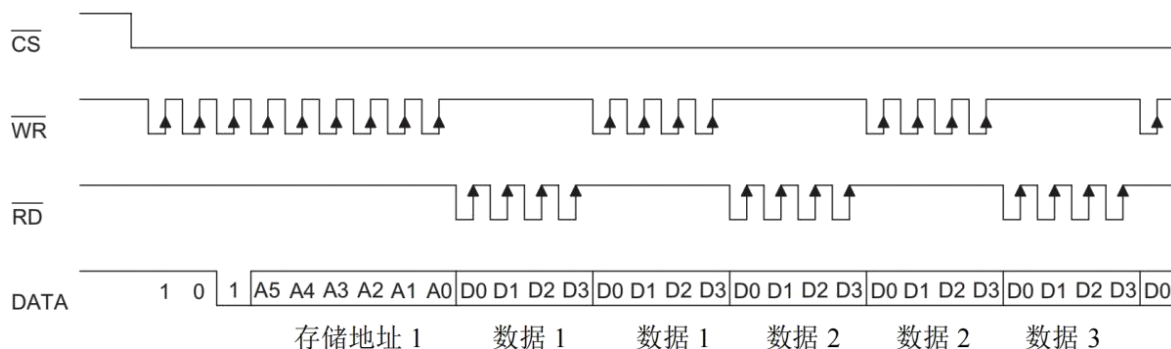 CS
WR
RD
DATA 1 0 1 A5 A4 A3 A2 A1 A0 D0 D1 D2 D3 D0 D1 D2 D3 D0 D1 D2 D3 D0 D1 D2 D3 D0 D1 D2 D3 D0
存储地址 1 数据 1 数据 1 数据 2 数据 2 数据 3